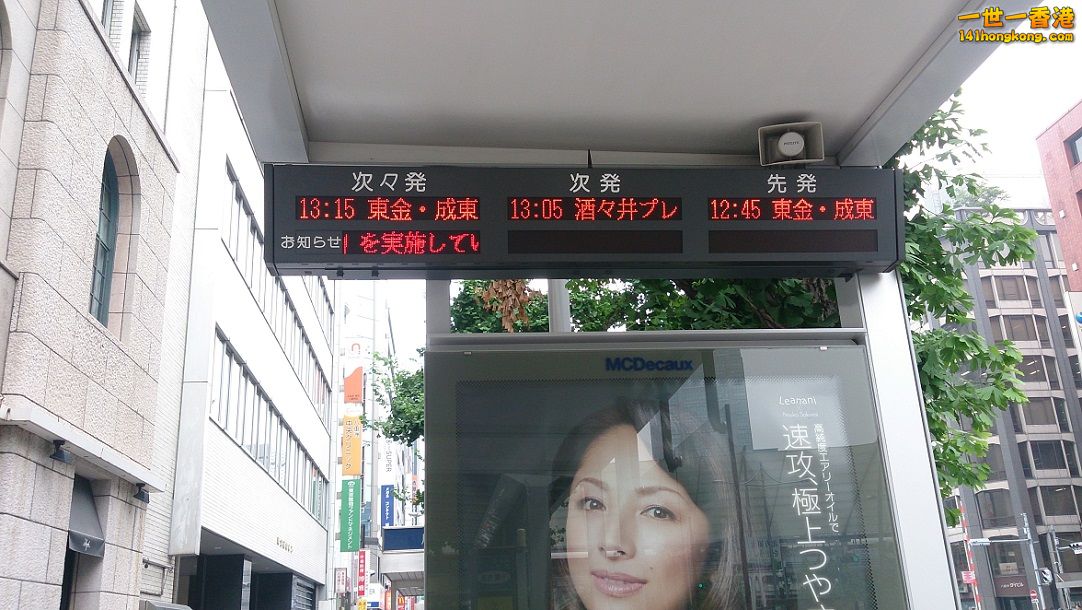 一世一香港
141hongkong.com
次々発 次発 先発
13:15 東金・成東 13:05 酒々井プレ 12:45 東金・成東
お知らせ を実施してい
MCDecaux
Leanani
高純度エアリーオイルで
速攻、極上つや
SUPER